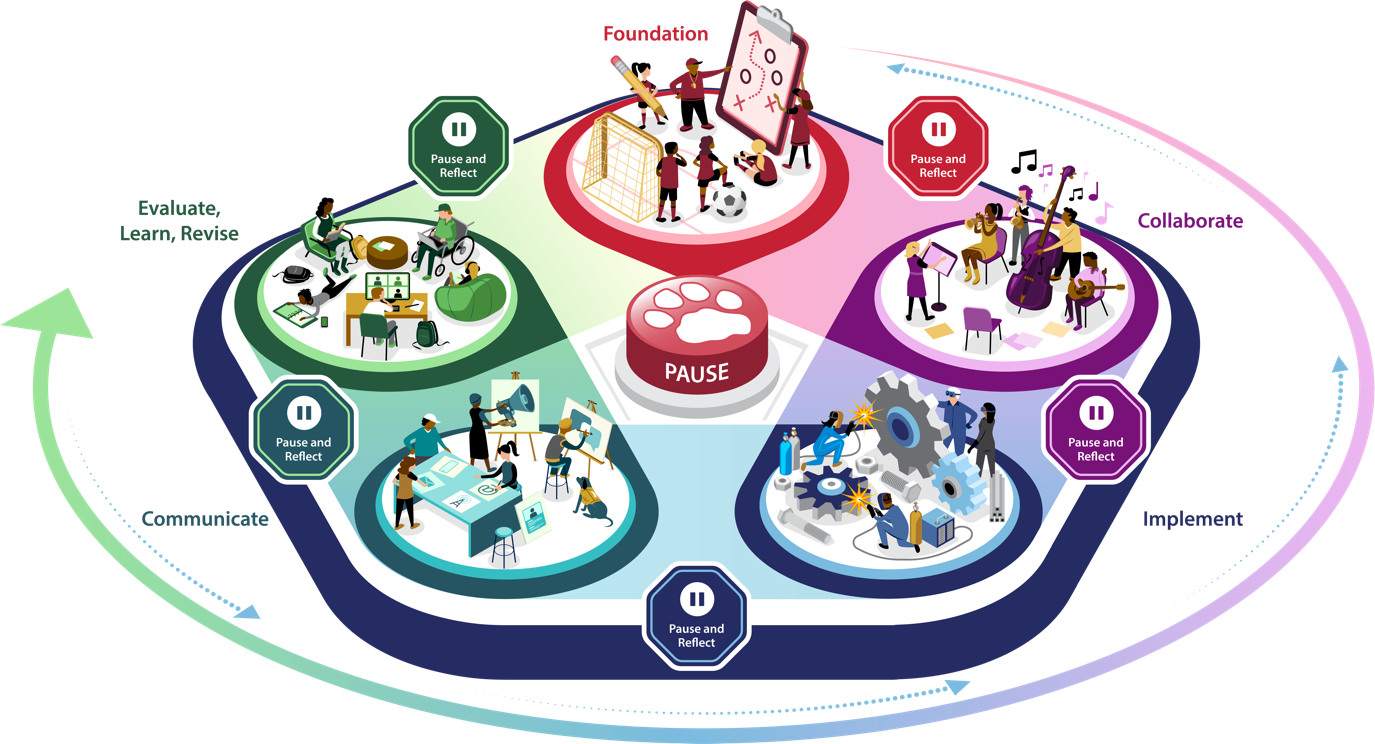 Foundation
Pause and
Reflect
Pause and
Reflect
Evaluate,
Learn, Revise
Collaborate
PAUSE
Pause and
Reflect
Pause and
Reflect
Communicate
Implement
Pause and
Reflect